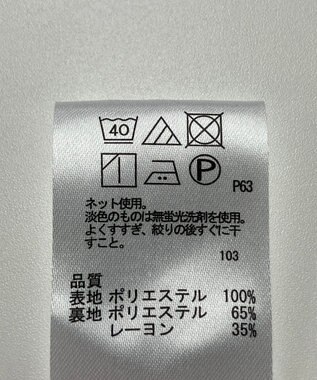 40
P
P63
ネット使用。
淡色のものは無蛍光洗剤を使用。
よくすすぎ、絞りの後すぐに干
すこと。
103
品質
表地 ポリエステル 100%
裏地 ポリエステル 65%
レーヨン 35%